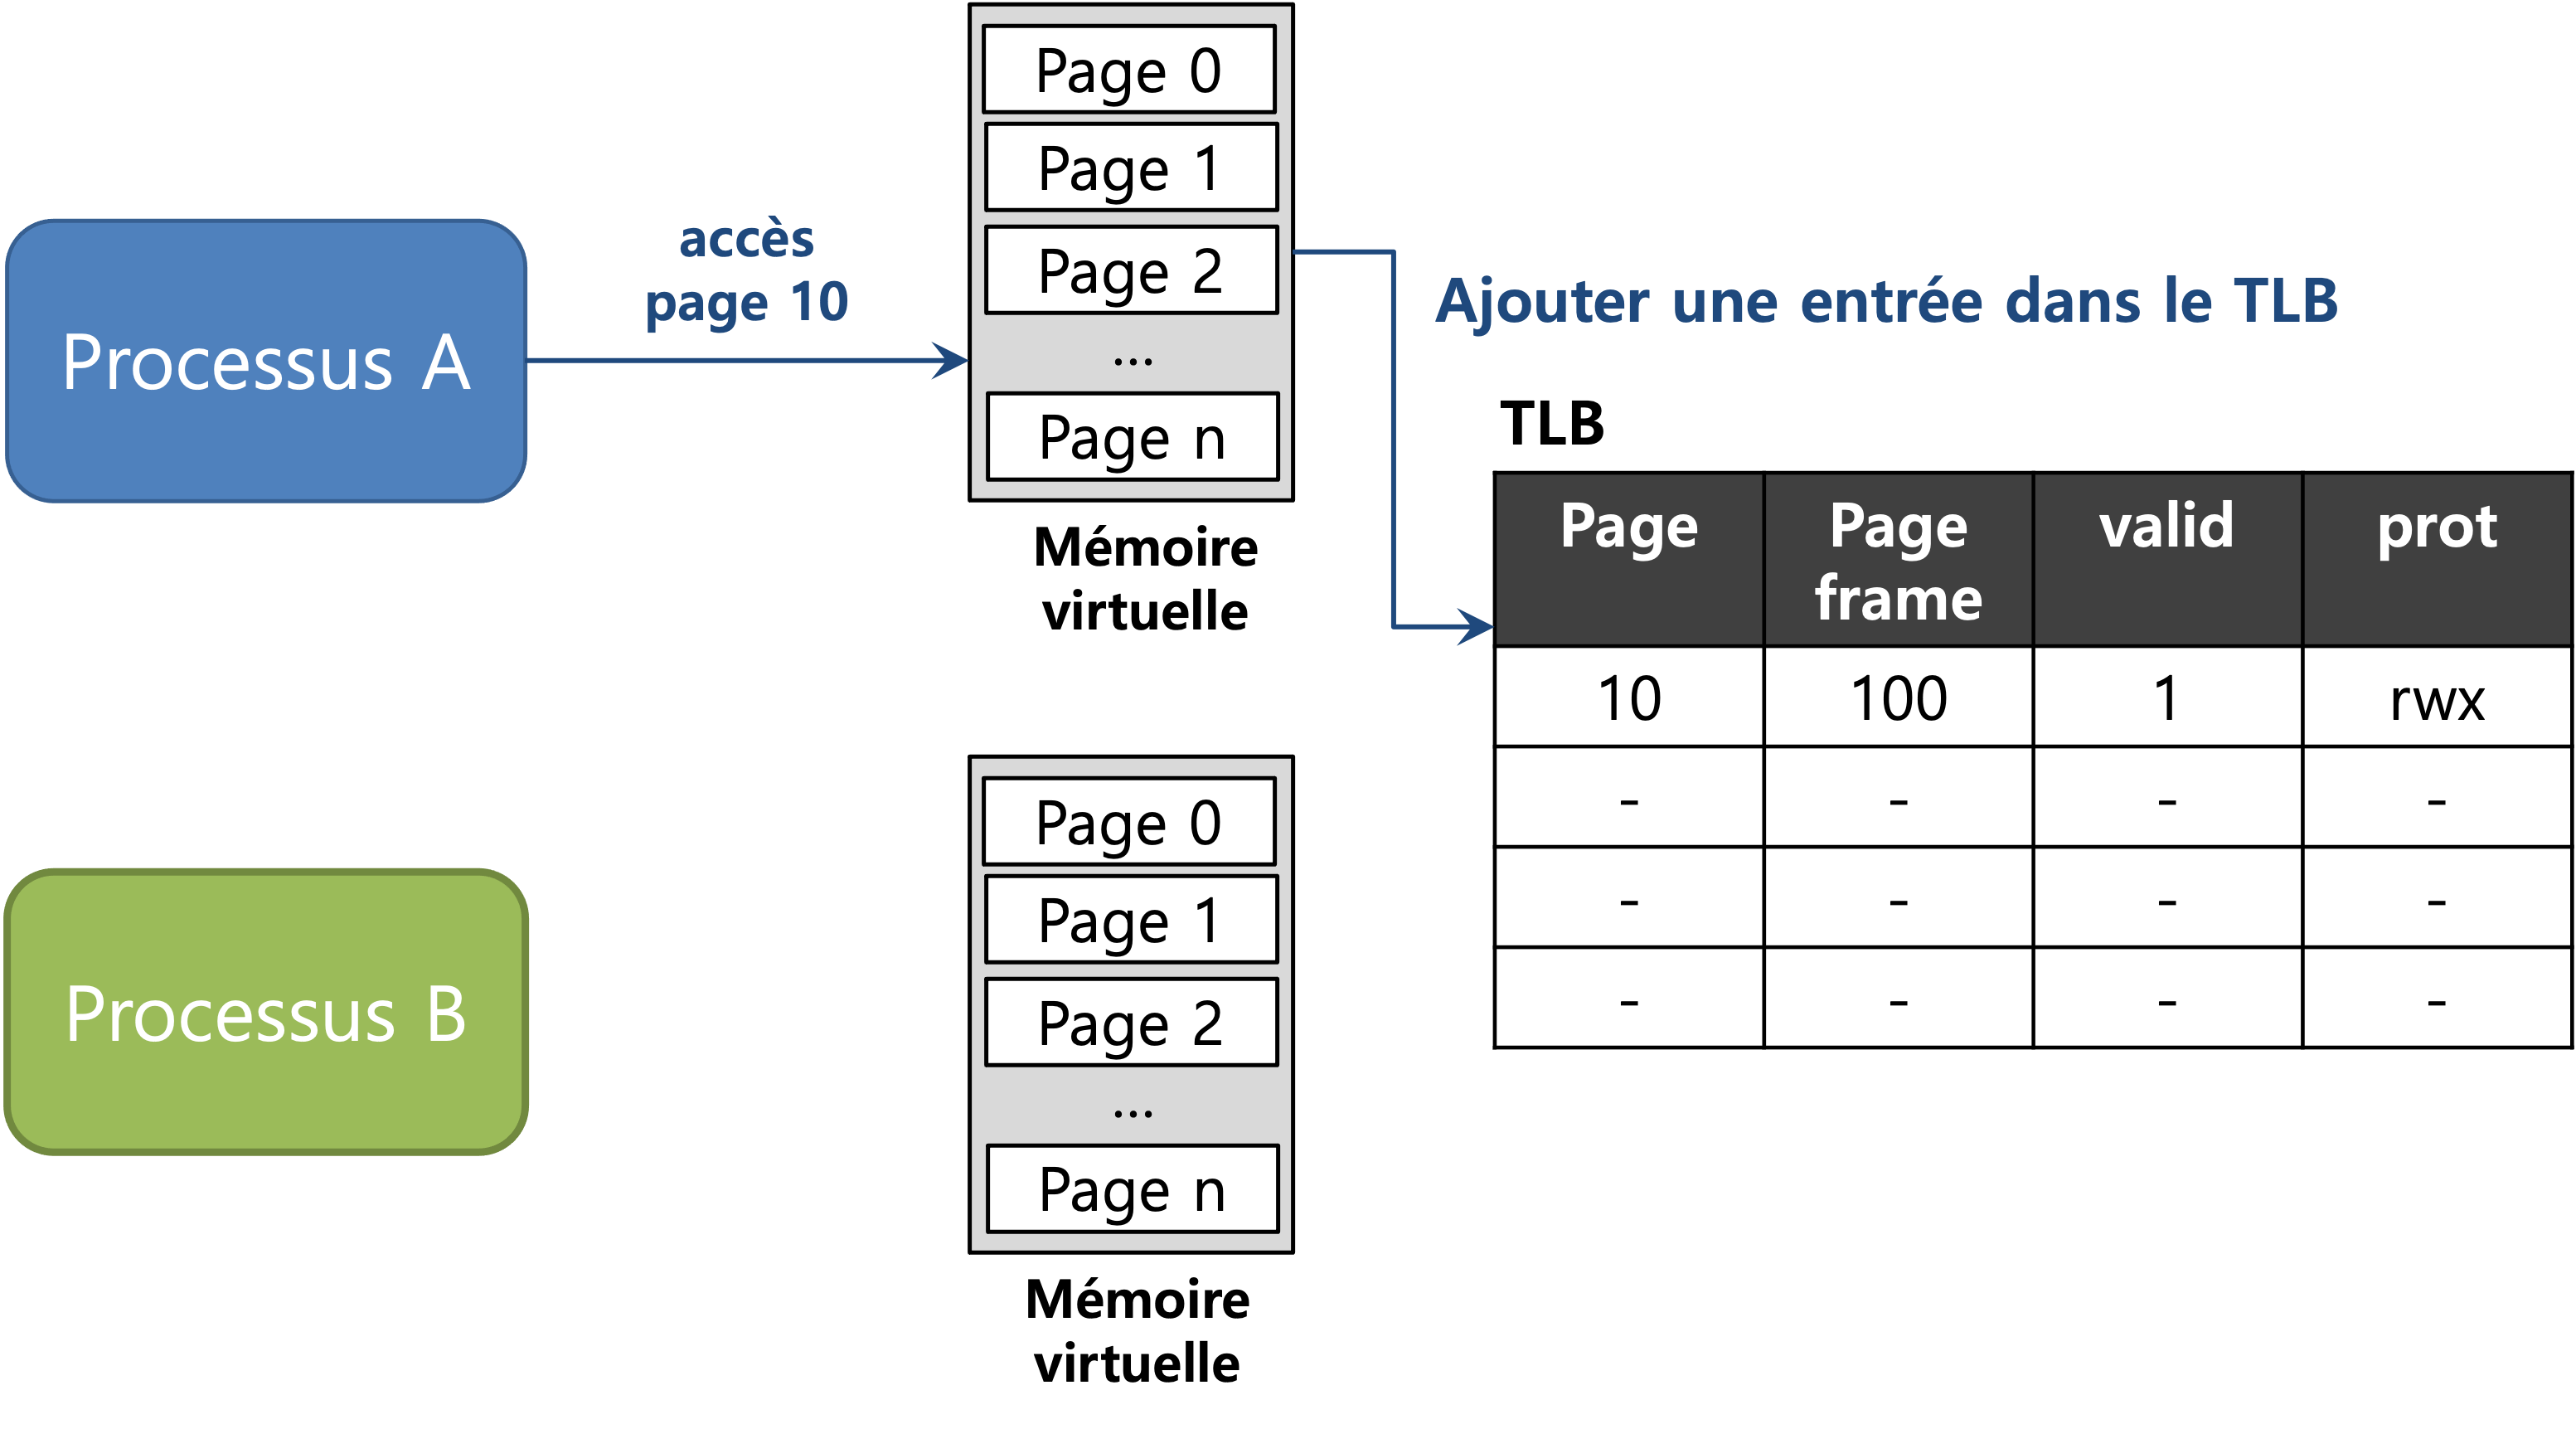 Processus A
accès
page 10
Page 0
Page 1
Page 2
...
Page n
Mémoire
virtuelle
Ajouter une entrée dans le TLB
TLB
Page Page frame valid prot
10 100 1 rwx
- - - -
- - - -
- - - -
Processus B
Page 0
Page 1
Page 2
...
Page n
Mémoire
virtuelle